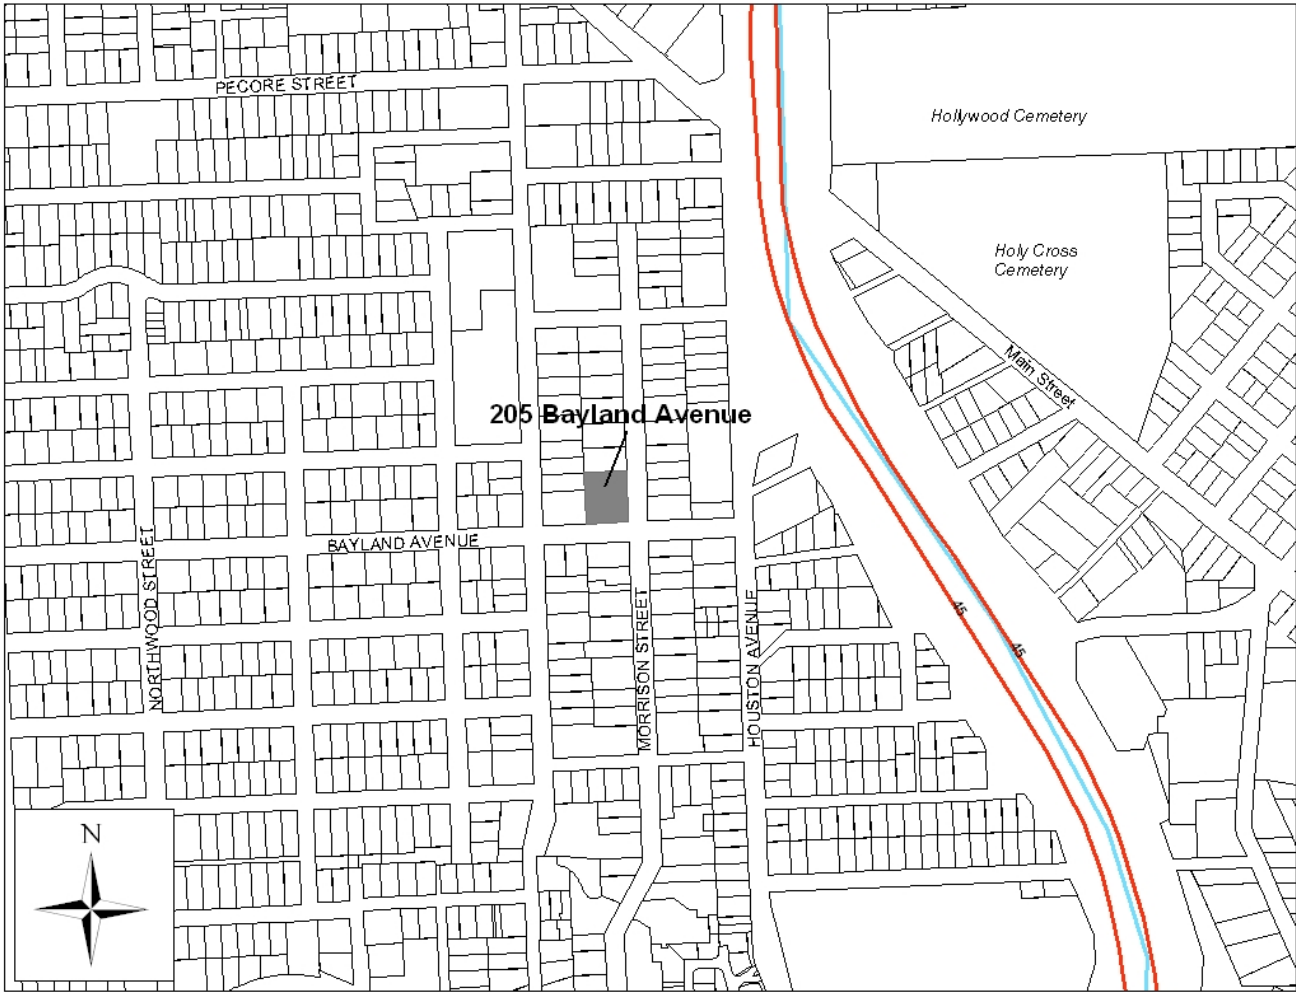 PECORE STREET
Hollywood Cemetery
Holy Cross
Cemetery
Main Street
205 Bayland Avenue
BAYLAND AVENUE
NORTHWOOD STREET
MORRISON STREET
HOUSTON AVENUE
45
45
N